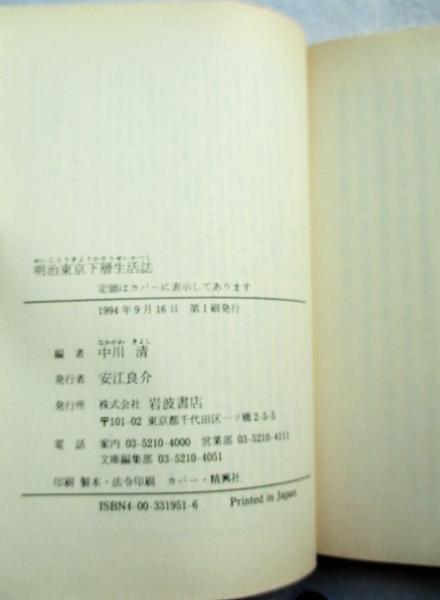 めいじとうきょうかそうせいかつし
明治東京下層生活誌
定価はカバーに表示してあります
1994年9月16日 第1刷発行
なかがわ きよし
編者 中川 清
発行者 安江良介
発行所 株式会社 岩波書店
〒101-02 東京都千代田区一ツ橋2-5-5
電話 案内 03-5210-4000 営業部 03-5210-4111
文庫編集部 03-5210-4051
印刷 製本・法令印刷 カバー・精興社
ISBN4-00-331951-6 Printed in Japan